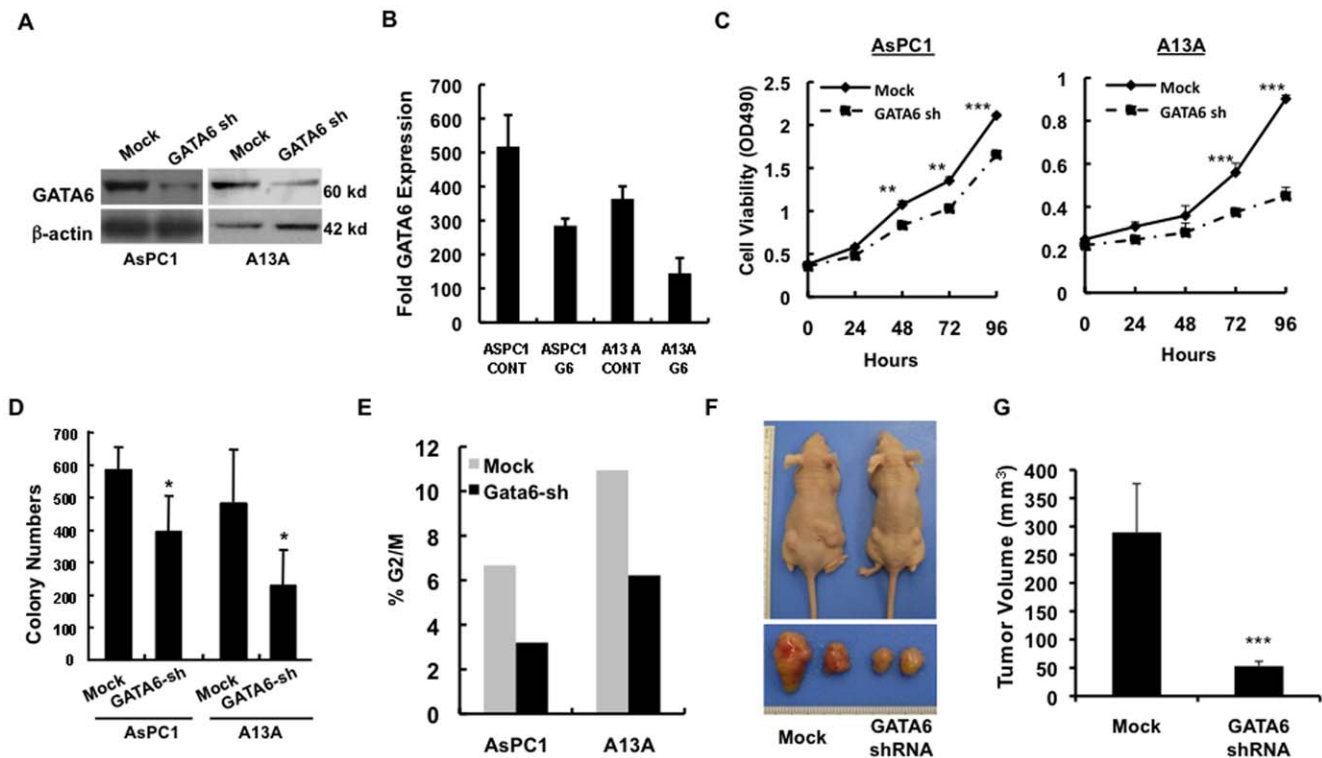 A
Mock
GATA6 sh
Mock
GATA6 sh
GATA6
60 kd
β-actin
42 kd
AsPC1
A13A
B
Fold GATA6 Expression
700
600
500
400
300
200
100
0
ASPC1 CONT
ASPC1 G6
A13 A CONT
A13A G6
C
AsPC1
Cell Viability (OD490)
2.5
2
1.5
1
0.5
0
Mock
GATA6 sh
**
**
***
0 24 48 72 96
Hours
A13A
1
0.8
0.6
0.4
0.2
0
Mock
GATA6 sh
***
***
0 24 48 72 96
Hours
D
Colony Numbers
700
600
500
400
300
200
100
0
*
*
Mock
GATA6-sh
Mock
GATA6-sh
AsPC1
A13A
E
% G2/M
12
10
8
6
4
2
0
Mock
Gata6-sh
AsPC1
A13A
F
Mock
GATA6
shRNA
G
Tumor Volume (mm³)
400
350
300
250
200
150
100
50
0
***
Mock
GATA6
shRNA